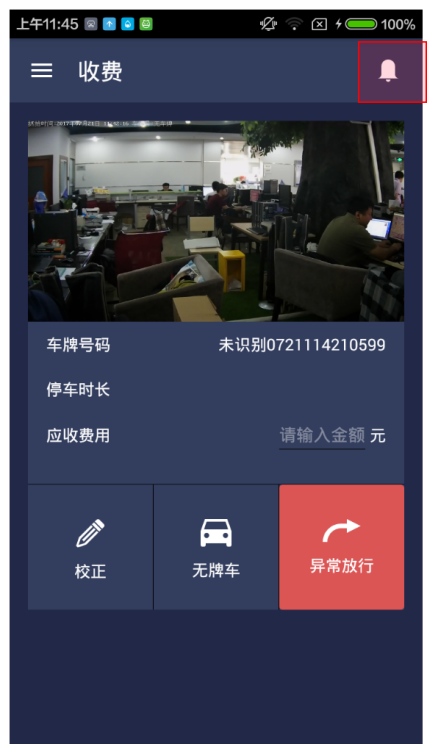 上午11:45
100%
收费
车牌号码 未识别0721114210599
停车时长
应收费用 请输入金额 元
校正 无牌车 异常放行